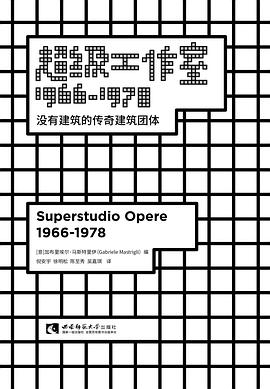 超级工作室
1966-1978
没有建筑的传奇建筑团体
Superstudio Opere
1966-1978
[意]加布里埃尔·马斯特里伊(Gabriele Mastrigli) 编
倪安宇 徐明松 陈至秀 吴嘉琪 译
西南师范大学出版社